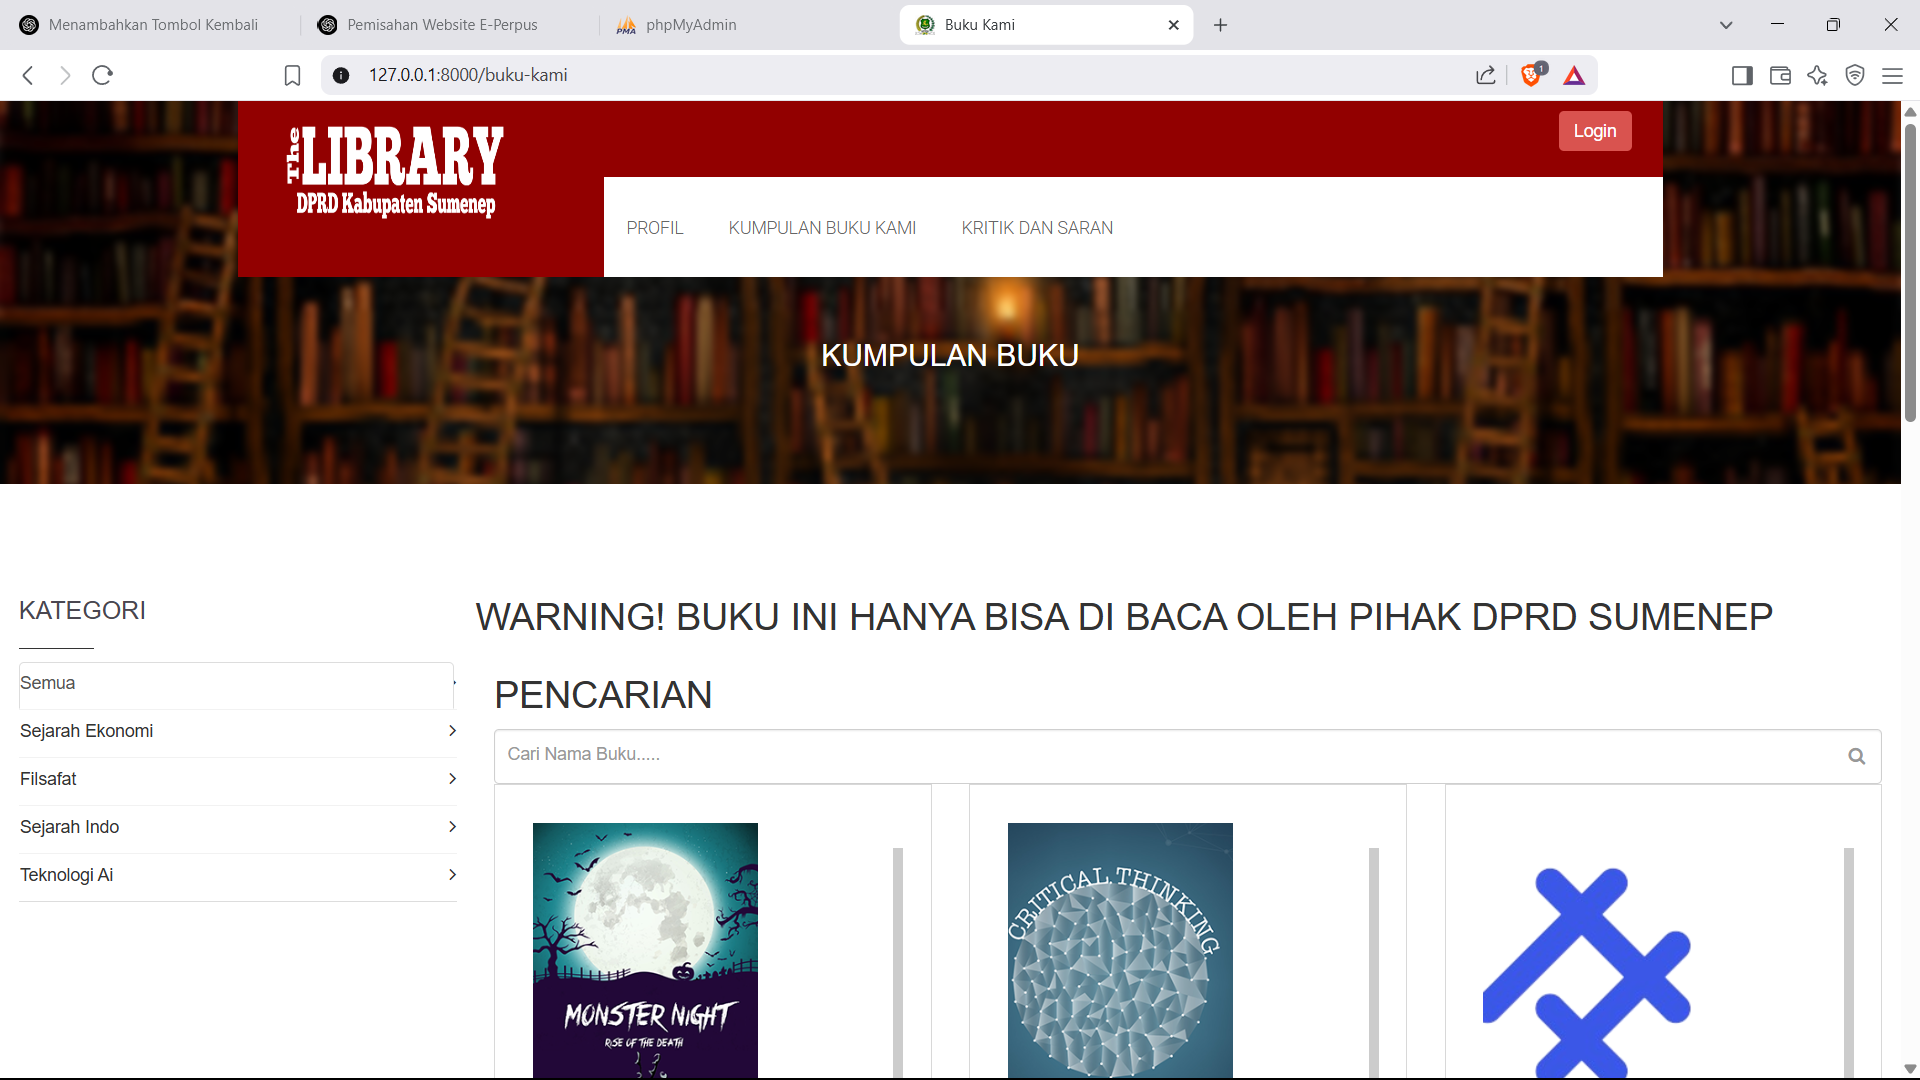 Menambahkan Tombol Kembali
Pemisahan Website E-Perpus
phpMyAdmin
Buku Kami
127.0.0.1:8000/buku-kami
1
The LIBRARY
DPRD Kabupaten Sumenep
Login
PROFIL
KUMPULAN BUKU KAMI
KRITIK DAN SARAN
KUMPULAN BUKU
KATEGORI
Semua
Sejarah Ekonomi
Filsafat
Sejarah Indo
Teknologi Ai
WARNING! BUKU INI HANYA BISA DI BACA OLEH PIHAK DPRD SUMENEP
PENCARIAN
Cari Nama Buku.....
MONSTER NIGHT
RISE OF THE DEATH
CRITICAL THINKING